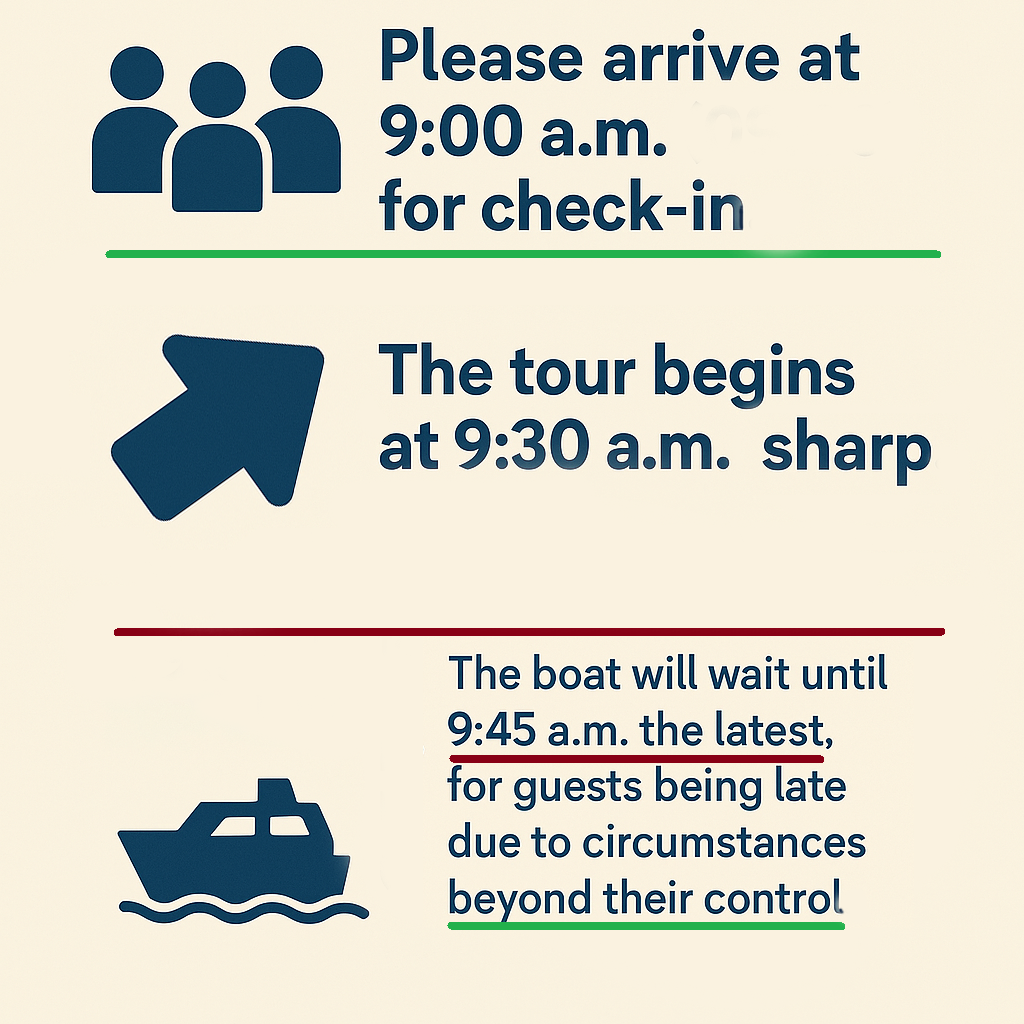 Please arrive at
9:00 a.m.
for check-in
The tour begins
at 9:30 a.m. sharp
The boat will wait until
9:45 a.m. the latest,
for guests being late
due to circumstances
beyond their control